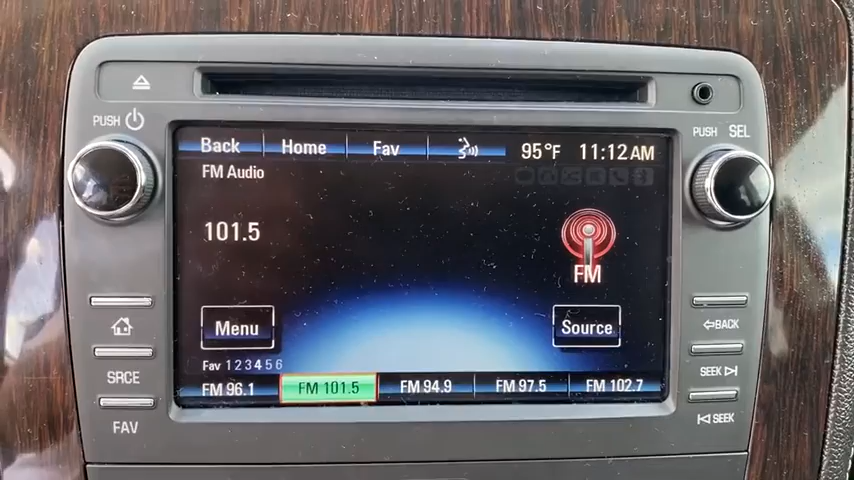 PUSH
PUSH SEL
Back Home Fav 95°F 11:12AM
FM Audio
101.5
FM
Menu
Source
Fav 1 2 3 4 5 6
FM 96.1 FM 101.5 FM 94.9 FM 97.5 FM 102.7
SRCE
FAV
BACK
SEEK
SEEK